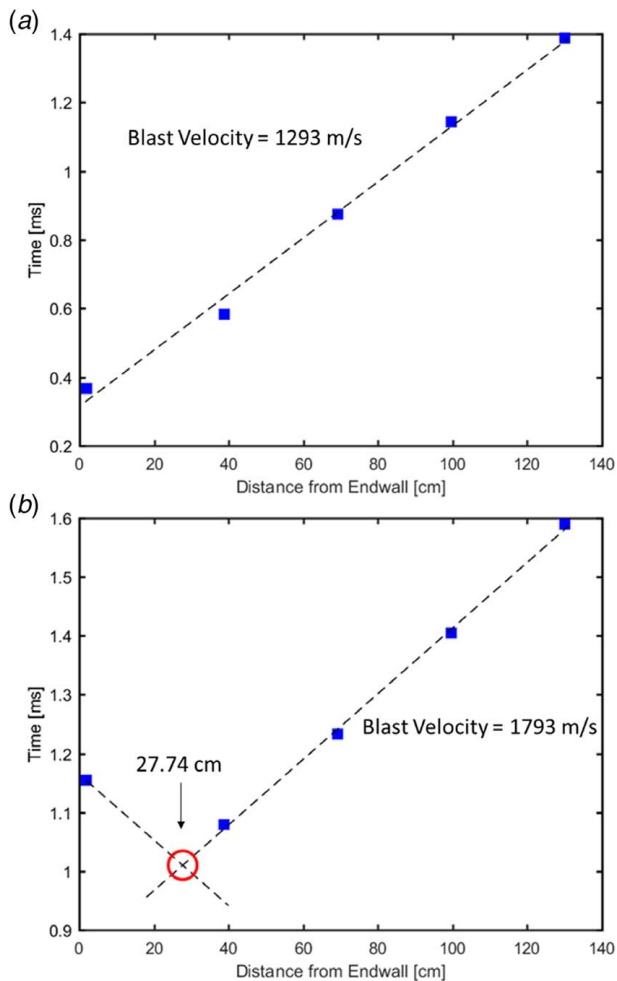 (a)
1.4
1.2
1
0.8
0.6
0.4
0.2
Time [ms]
Blast Velocity = 1293 m/s
0 20 40 60 80 100 120 140
Distance from Endwall [cm]
(b)
1.6
1.5
1.4
1.3
1.2
1.1
1
0.9
Time [ms]
Blast Velocity = 1793 m/s
27.74 cm
0 20 40 60 80 100 120 140
Distance from Endwall [cm]